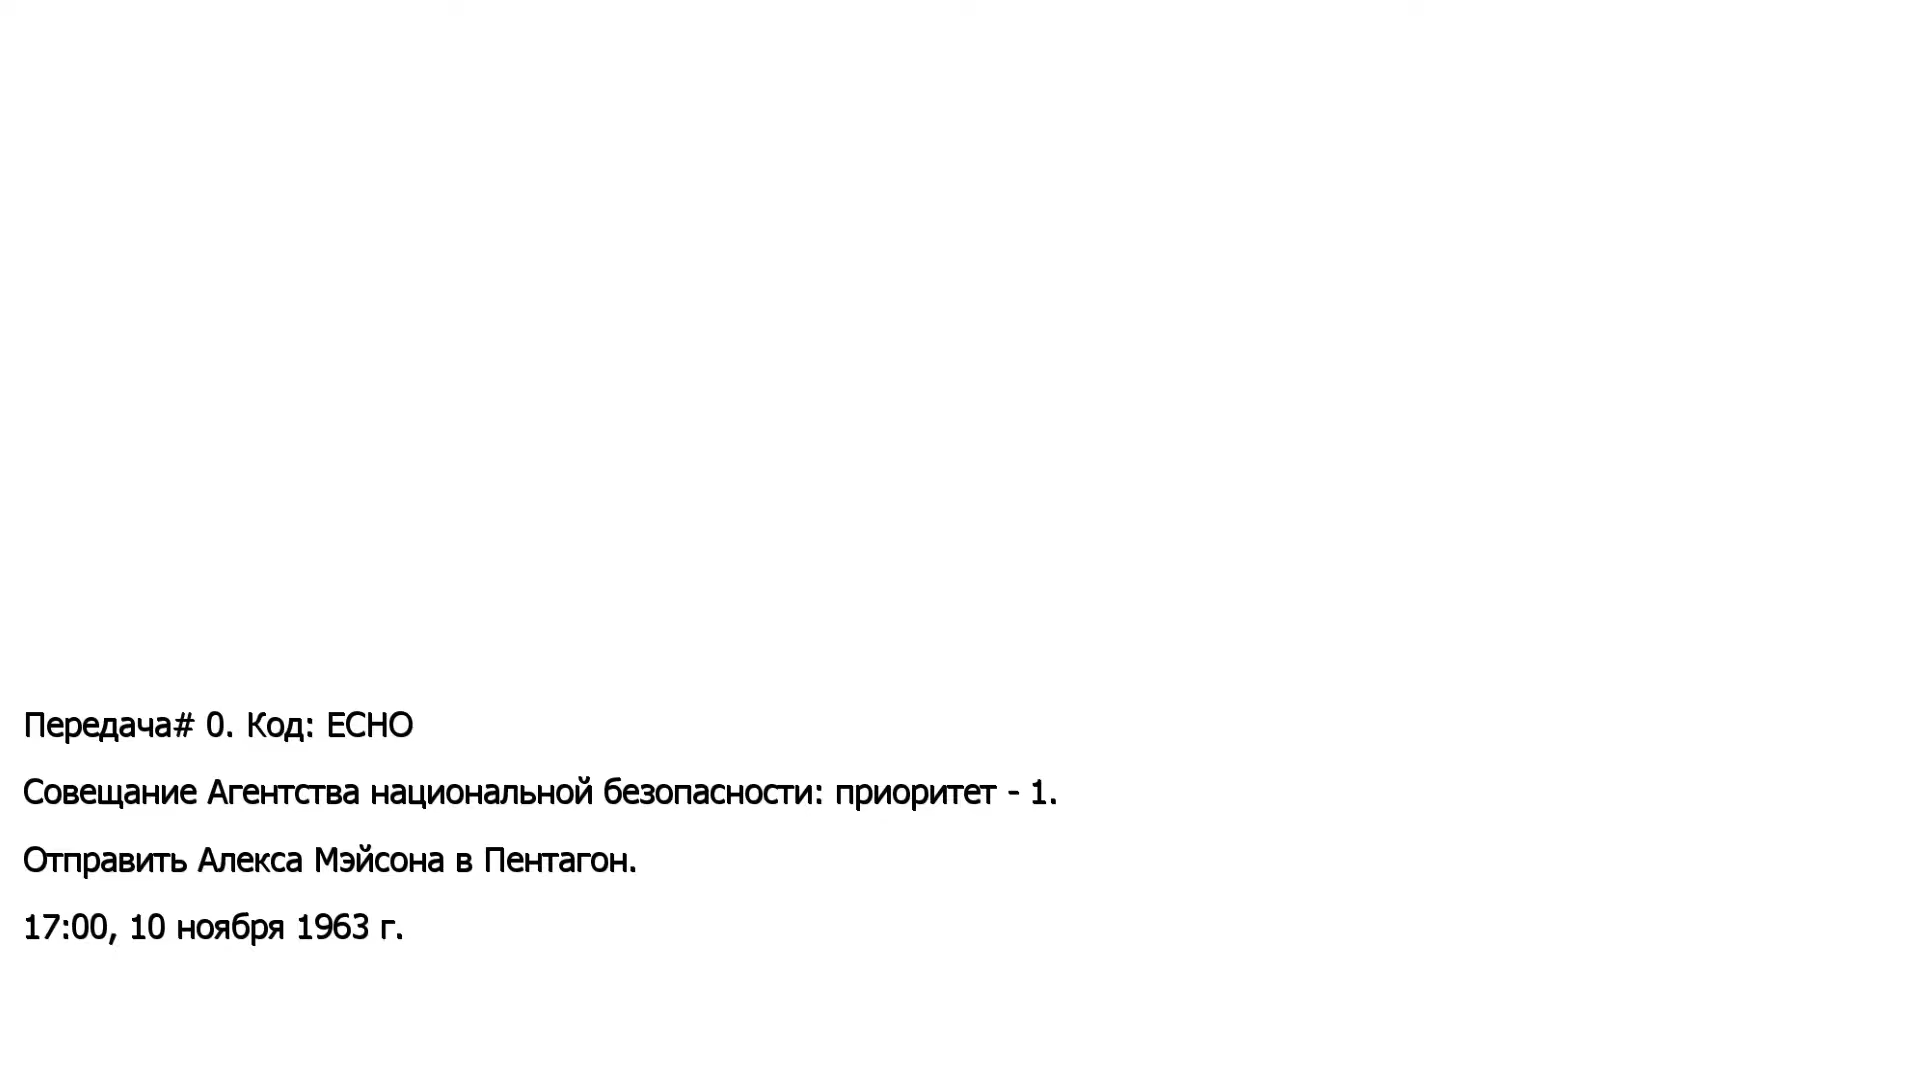 Передача# 0. Код: ECHO
Совещание Агентства национальной безопасности: приоритет - 1.
Отправить Алекса Мэйсона в Пентагон.
17:00, 10 ноября 1963 г.